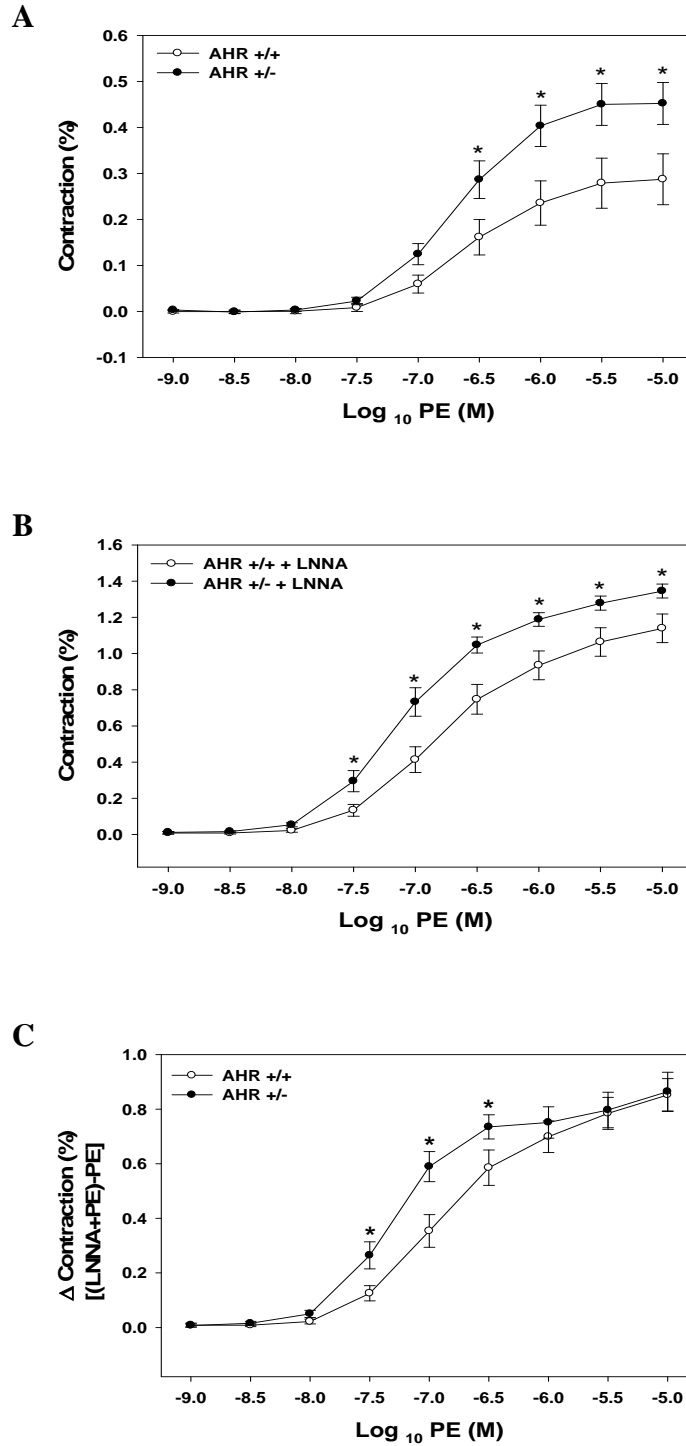 A
AHR +/+
AHR +/-
0.6
0.5
0.4
0.3
0.2
0.1
0.0
-0.1
Contraction (%)
* * * * *
-9.0 -8.5 -8.0 -7.5 -7.0 -6.5 -6.0 -5.5 -5.0
Log 10 PE (M)
B
AHR +/+ + LNNA
AHR +/- + LNNA
1.6
1.4
1.2
1.0
0.8
0.6
0.4
0.2
0.0
Contraction (%)
* * * * * *
-9.0 -8.5 -8.0 -7.5 -7.0 -6.5 -6.0 -5.5 -5.0
Log 10 PE (M)
C
AHR +/+
AHR +/-
1.0
0.8
0.6
0.4
0.2
0.0
Δ Contraction (%)
[(LNNA+PE)-PE]
* * *
-9.0 -8.5 -8.0 -7.5 -7.0 -6.5 -6.0 -5.5 -5.0
Log 10 PE (M)